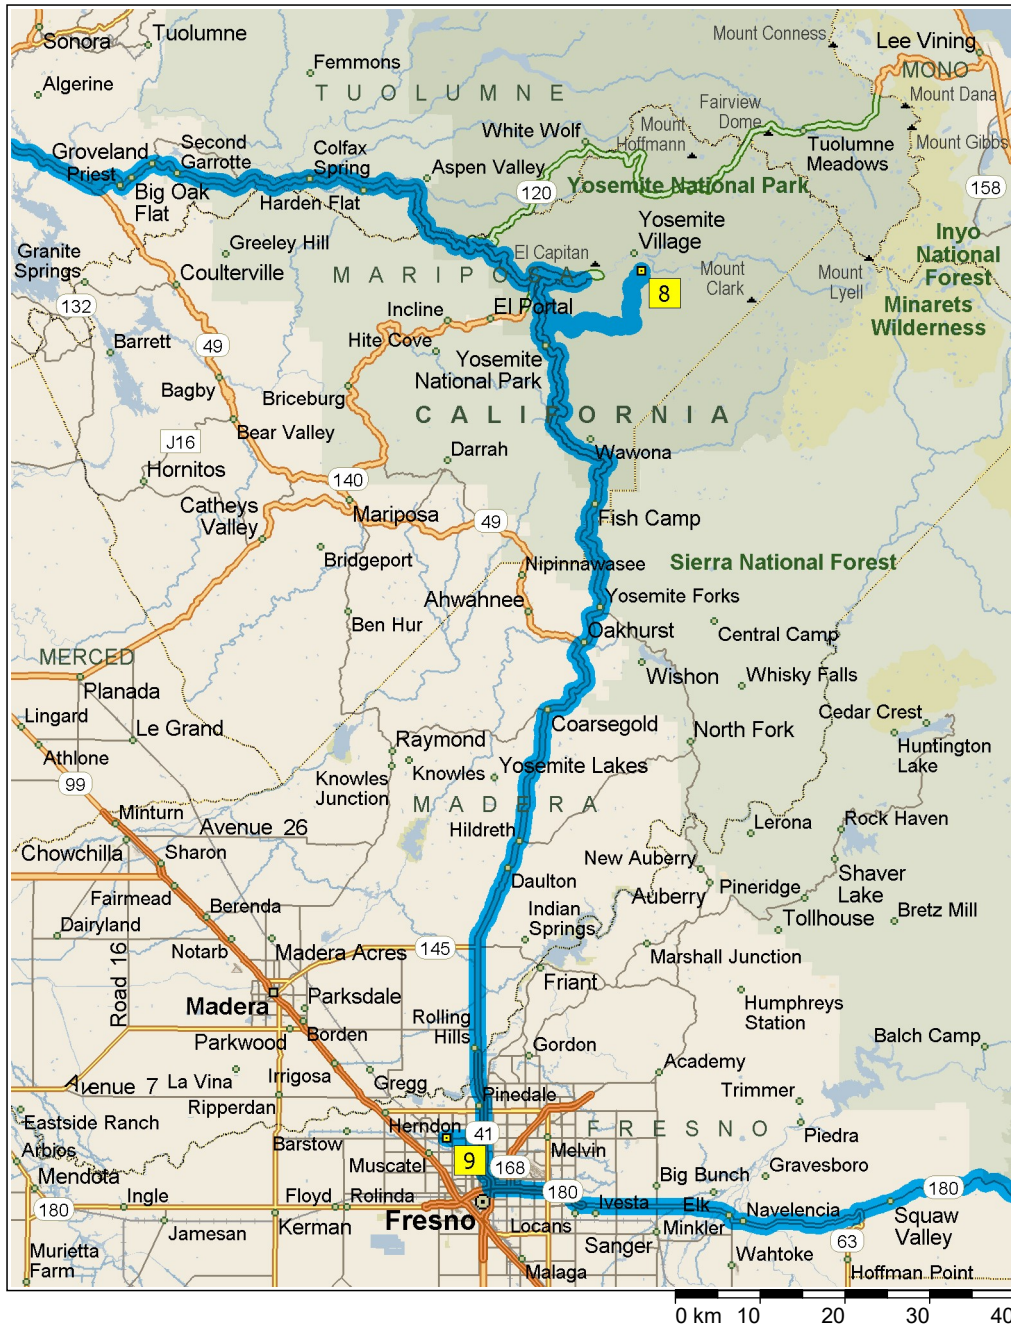 Sonora
Tuolumne
Mount Conness
Lee Vining
Femmons
MONO
Algerine
TUOLUMNE
Mount Dana
Fairview
Dome
White Wolf
Mount
Hoffmann
Mount Gibbs
Second
Garrotte
Colfax
Spring
Groveland
Aspen Valley
Tuolumne
Meadows
Priest
Big Oak
Flat
Harden Flat
120
Yosemite National Park
158
Yosemite
Village
Granite
Springs
Greeley Hill
El Capitan
Inyo
National
Forest
Coulterville
MARIPOSA
Mount
Clark
Mount
Lyell
8
132
Incline
El Portal
Minarets
Wilderness
Barrett
49
Hite Cove
Yosemite
National Park
Bagby
Briceburg
CALIFORNIA
Bear Valley
J16
Darrah
Wawona
Hornitos
140
Catheys
Valley
Mariposa
49
Fish Camp
Bridgeport
Nipinnawasee
Sierra National Forest
Ahwahnee
Yosemite Forks
Ben Hur
Oakhurst
Central Camp
MERCED
Planada
Wishon
Whisky Falls
Lingard
Le Grand
Coarsegold
North Fork
Cedar Crest
Athlone
Raymond
Huntington
Lake
Knowles
Junction
Knowles
Yosemite Lakes
99
MADERA
Minturn
Avenue 26
Hildreth
Lerona
Rock Haven
Chowchilla
Sharon
New Auberry
Daulton
Auberry
Pineridge
Shaver
Lake
Fairmead
Berenda
Indian
Springs
Tollhouse
Bretz Mill
Dairyland
Notarb
Madera Acres
145
Marshall Junction
Road 16
Friant
Madera
Parksdale
Humphreys
Station
Rolling
Hills
Parkwood
Borden
Gordon
Balch Camp
Academy
Avenue 7
La Vina
Irrigosa
Gregg
Trimmer
Ripperdan
Pinedale
Eastside Ranch
Herndon
41
FRESNO
Piedra
Arbios
Barstow
Melvin
Muscatel
9
168
Big Bunch
Gravesboro
Mendota
Ingle
Floyd
Rolinda
180
Ivesta
Elk
Navelencia
180
180
Jamesan
Kerman
Fresno
Locans
Minkler
Squaw
Valley
Murietta
Farm
Sanger
Wahtoke
63
Malaga
Hoffman Point
0 km 10 20 30 40